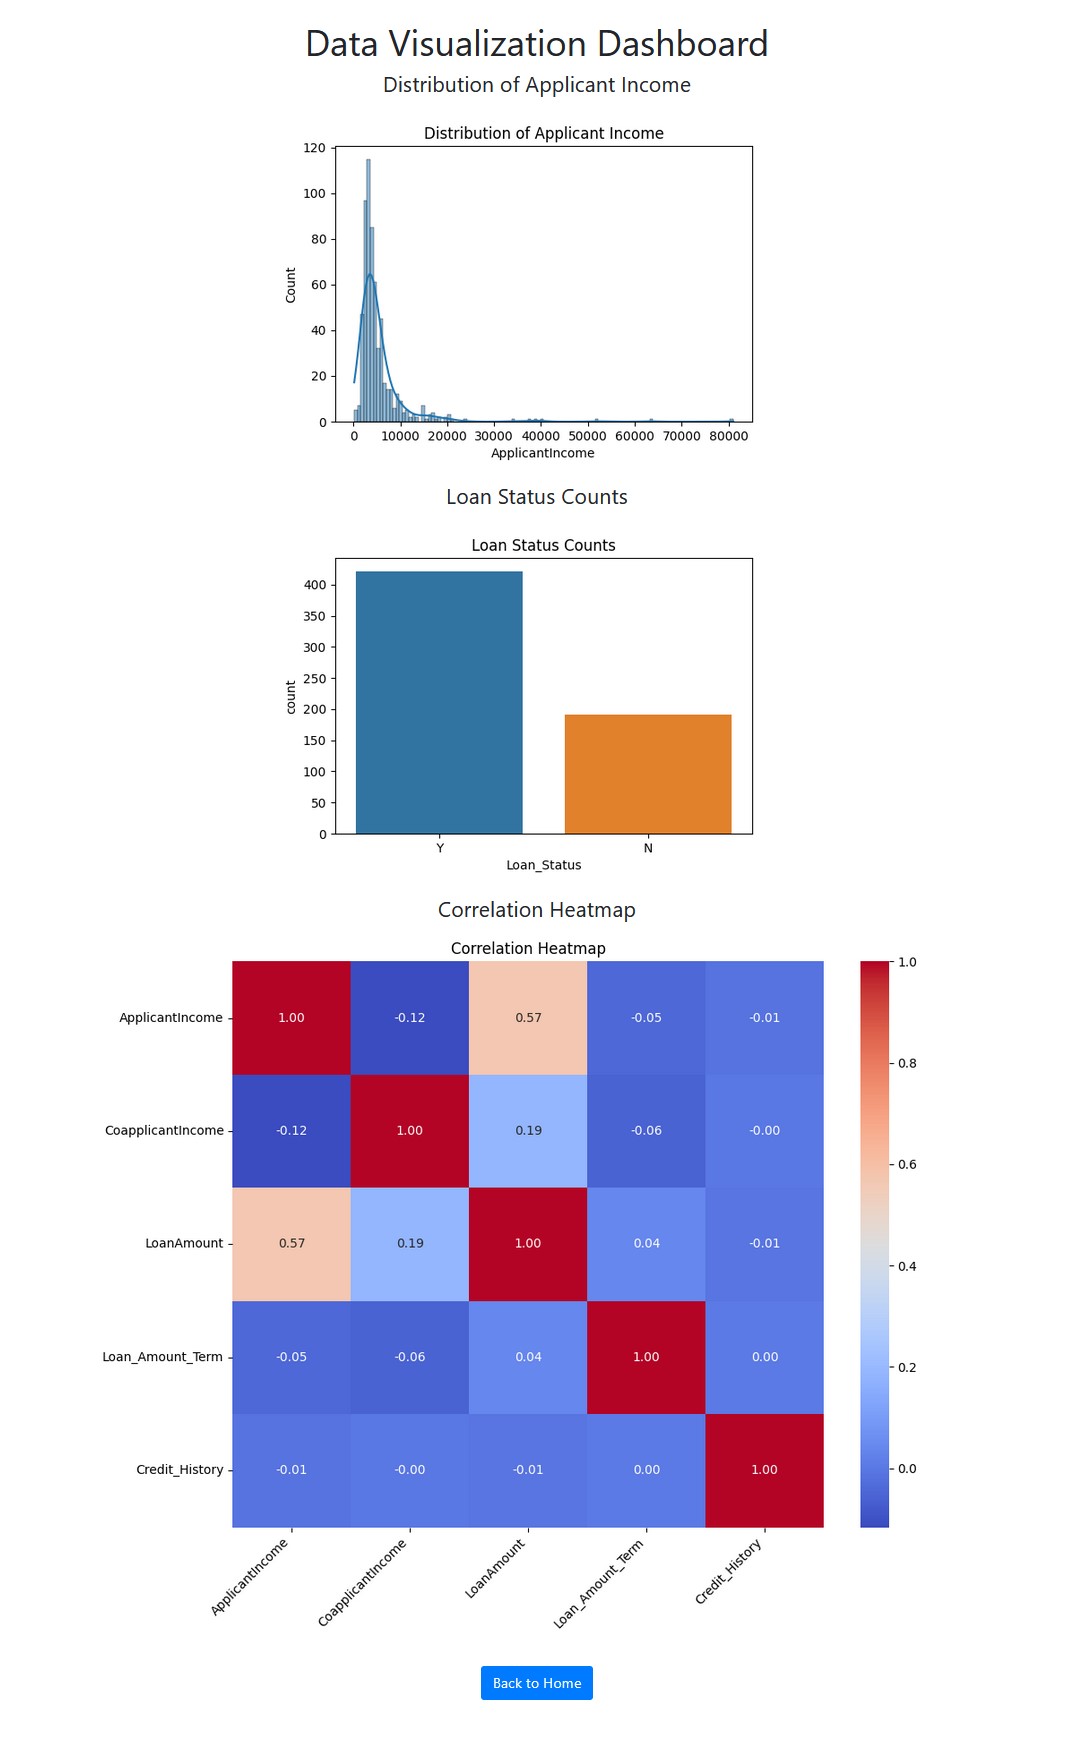 Data Visualization Dashboard
Distribution of Applicant Income
Distribution of Applicant Income
120
100
80
60
40
20
0
Count
0 10000 20000 30000 40000 50000 60000 70000 80000
ApplicantIncome
Loan Status Counts
Loan Status Counts
400
350
300
250
200
150
100
50
0
count
Y N
Loan_Status
Correlation Heatmap
Correlation Heatmap
ApplicantIncome 1.00 -0.12 0.57 -0.05 -0.01
CoapplicantIncome -0.12 1.00 0.19 -0.06 -0.00
LoanAmount 0.57 0.19 1.00 0.04 -0.01
Loan_Amount_Term -0.05 -0.06 0.04 1.00 0.00
Credit_History -0.01 -0.00 -0.01 0.00 1.00
ApplicantIncome CoapplicantIncome LoanAmount Loan_Amount_Term Credit_History
1.0
0.8
0.6
0.4
0.2
0.0
Back to Home